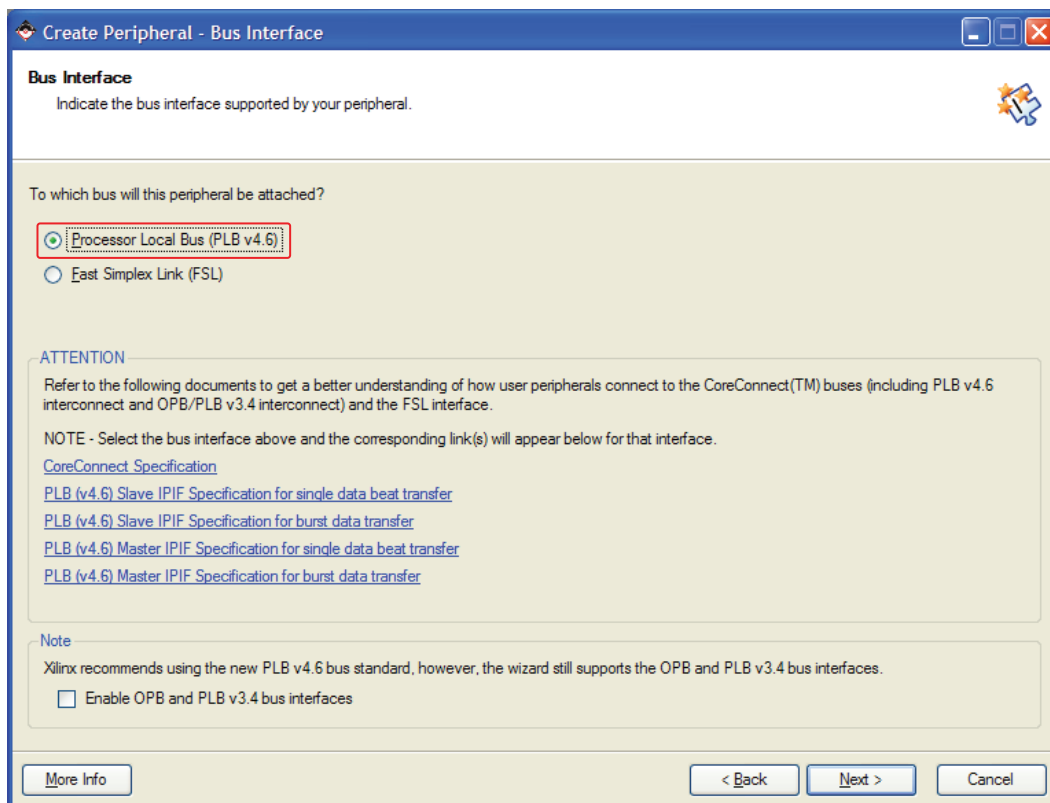 Create Peripheral - Bus Interface
Bus Interface
Indicate the bus interface supported by your peripheral.
To which bus will this peripheral be attached?
Processor Local Bus (PLB v4.6)
Fast Simplex Link (FSL)
ATTENTION
Refer to the following documents to get a better understanding of how user peripherals connect to the CoreConnect(TM) buses (including PLB v4.6
interconnect and OPB/PLB v3.4 interconnect) and the FSL interface.
NOTE - Select the bus interface above and the corresponding link(s) will appear below for that interface.
CoreConnect Specification
PLB (v4.6) Slave IPIF Specification for single data beat transfer
PLB (v4.6) Slave IPIF Specification for burst data transfer
PLB (v4.6) Master IPIF Specification for single data beat transfer
PLB (v4.6) Master IPIF Specification for burst data transfer
Note
Xilinx recommends using the new PLB v4.6 bus standard, however, the wizard still supports the OPB and PLB v3.4 bus interfaces.
Enable OPB and PLB v3.4 bus interfaces
More Info
< Back
Next >
Cancel